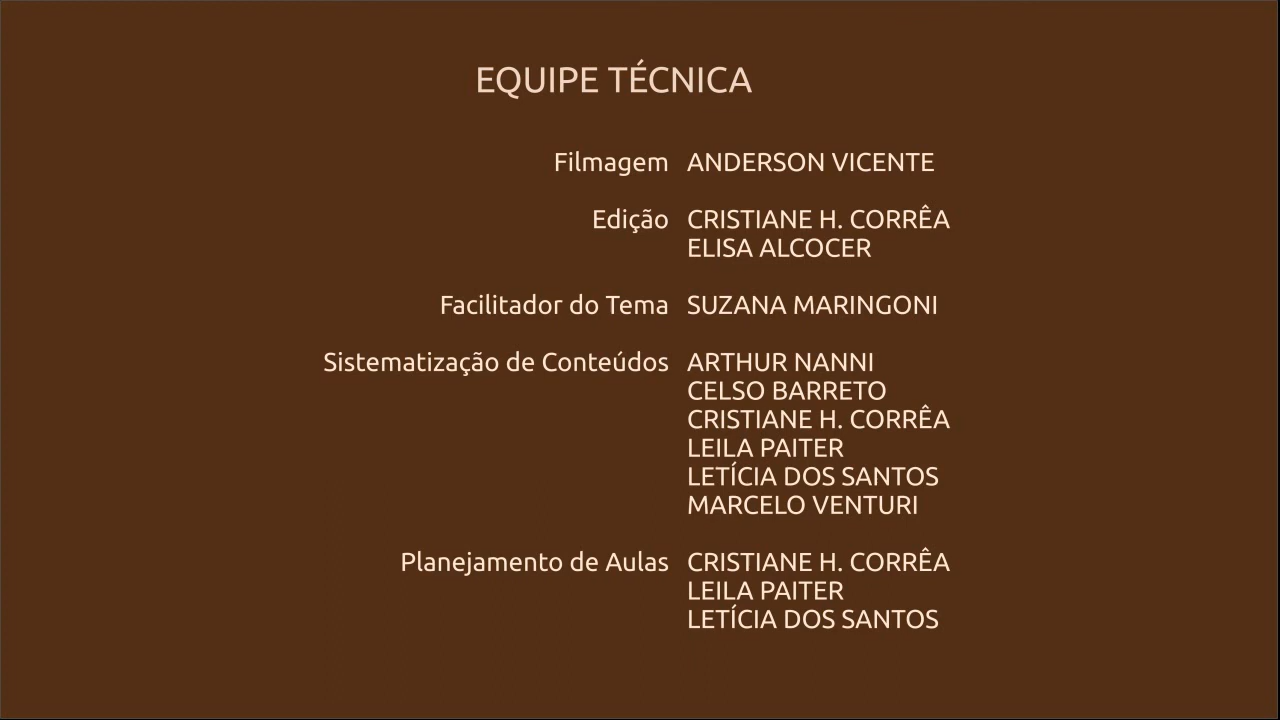 EQUIPE TÉCNICA
Filmagem ANDERSON VICENTE
Edição CRISTIANE H. CORRÊA
ELISA ALCOCER
Facilitador do Tema SUZANA MARINGONI
Sistematização de Conteúdos ARTHUR NANNI
CELSO BARRETO
CRISTIANE H. CORRÊA
LEILA PAITER
LETÍCIA DOS SANTOS
MARCELO VENTURI
Planejamento de Aulas CRISTIANE H. CORRÊA
LEILA PAITER
LETÍCIA DOS SANTOS